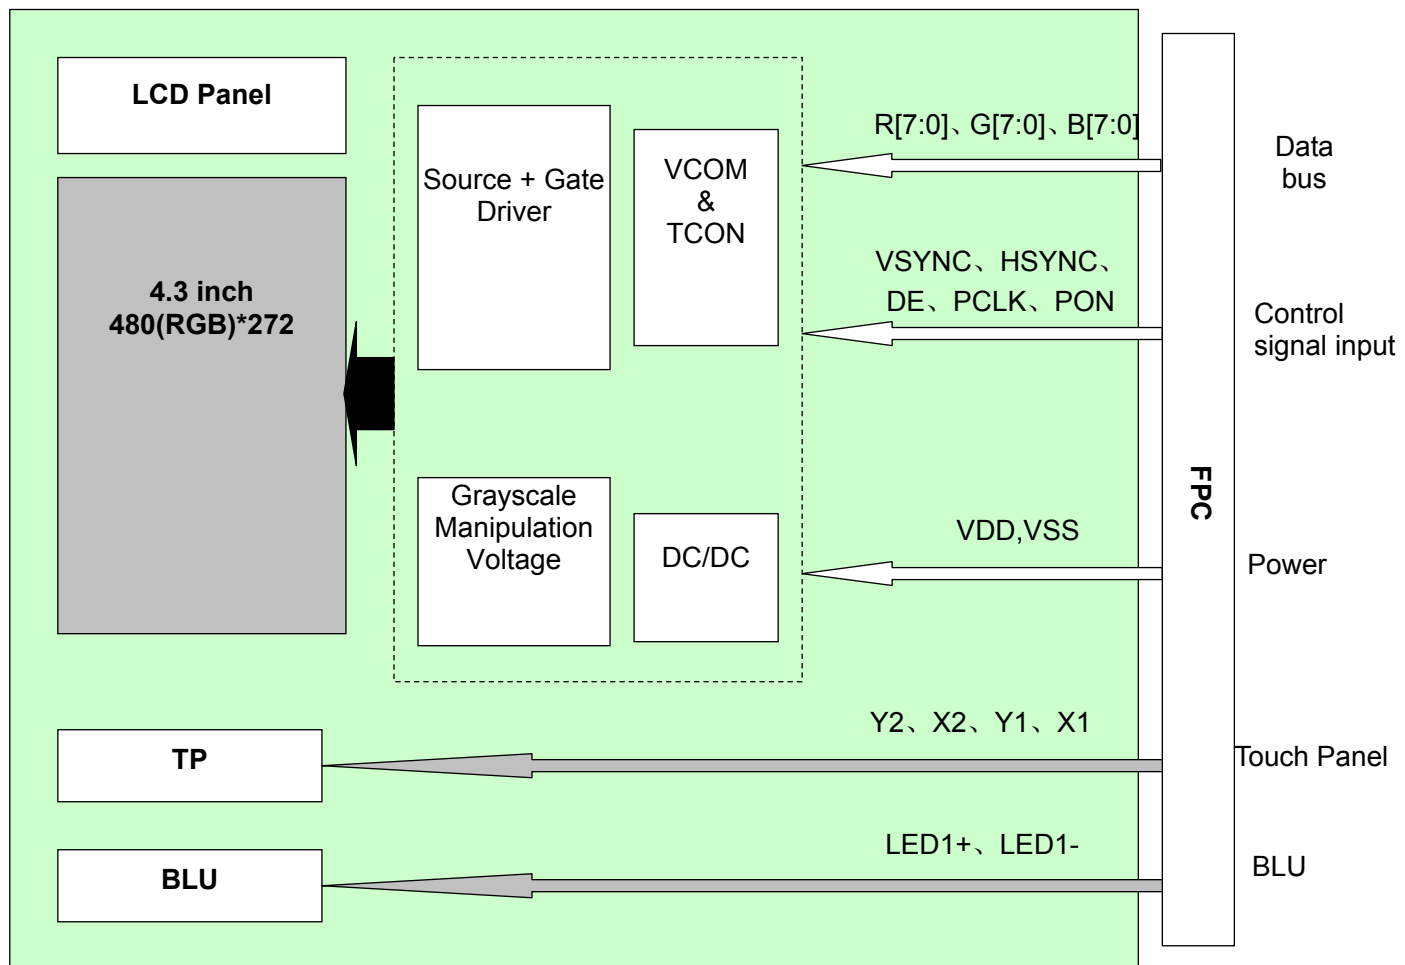 LCD Panel
4.3 inch
480(RGB)*272
Source + Gate
Driver
VCOM
&
TCON
Grayscale
Manipulation
Voltage
DC/DC
R[7:0]、G[7:0]、B[7:0]
VSYNC、HSYNC、
DE、PCLK、PON
VDD,VSS
TP
Y2、X2、Y1、X1
BLU
LED1+、LED1-
FPC
Data
bus
Control
signal input
Power
Touch Panel
BLU